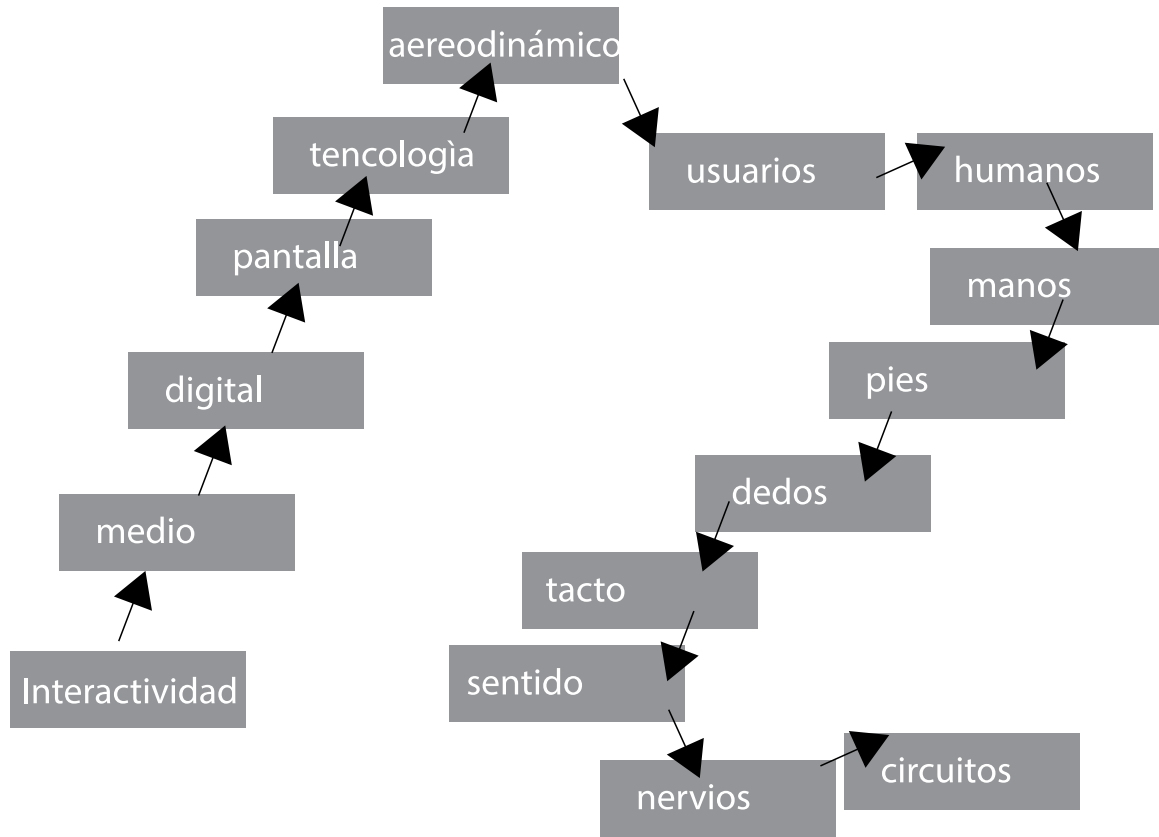 Interactividad
medio
digital
pantalla
tencologìa
aereodinámico
usuarios
humanos
manos
pies
dedos
tacto
sentido
nervios
circuitos